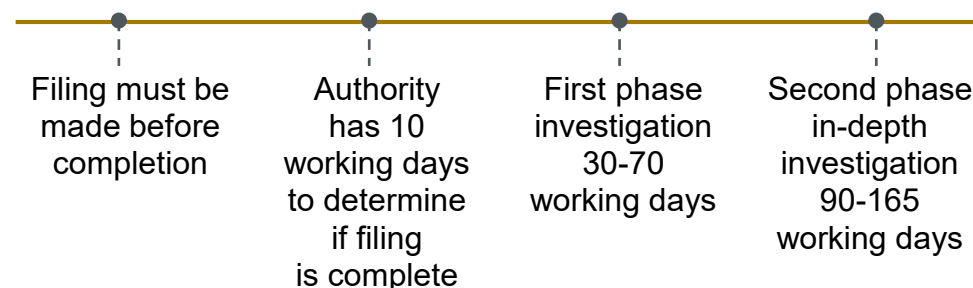 Filing must be
made before
completion
Authority
has 10
working days
to determine
if filing
is complete
First phase
investigation
30-70
working days
Second phase
in-depth
investigation
90-165
working days